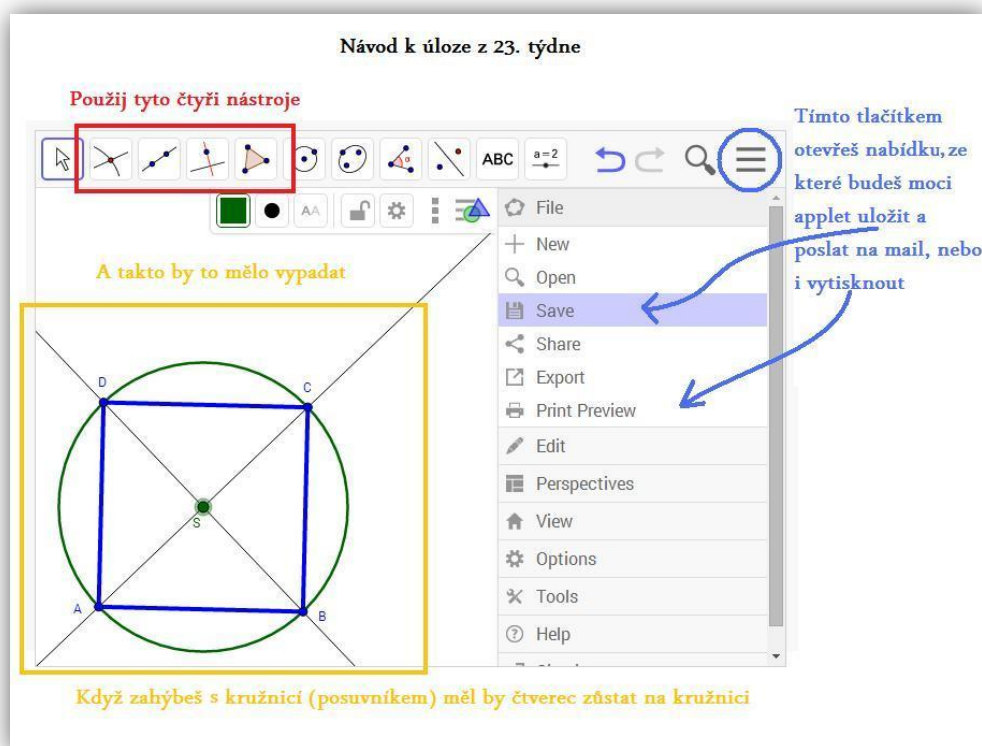 Návod k úloze z 23. týdne
Použij tyto čtyři nástroje
Tímto tlačítkem
otevřeš nabídku, ze
které budeš moci
applet uložit a
poslat na mail, nebo
i vytisknout
α
ABC
a=2
AA
File
New
Open
Save
Share
Export
Print Preview
Edit
Perspectives
View
Options
Tools
Help
A takto by to mělo vypadat
D
C
S
A
B
Když zahýbeš s kružnicí (posuvníkem) měl by čtverec zůstat na kružnici